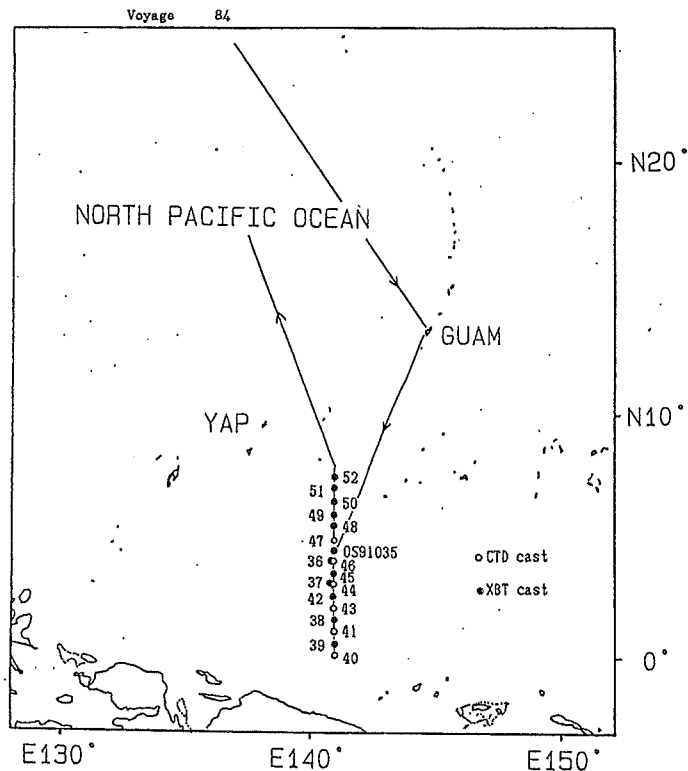 Voyage 84
N20°
NORTH PACIFIC OCEAN
GUAM
YAP
N10°
52
51
50
49
48
47
OS91035
36
46
45
37
44
42
43
38
41
39
40
CTD cast
XBT cast
0°
E130°
E140°
E150°